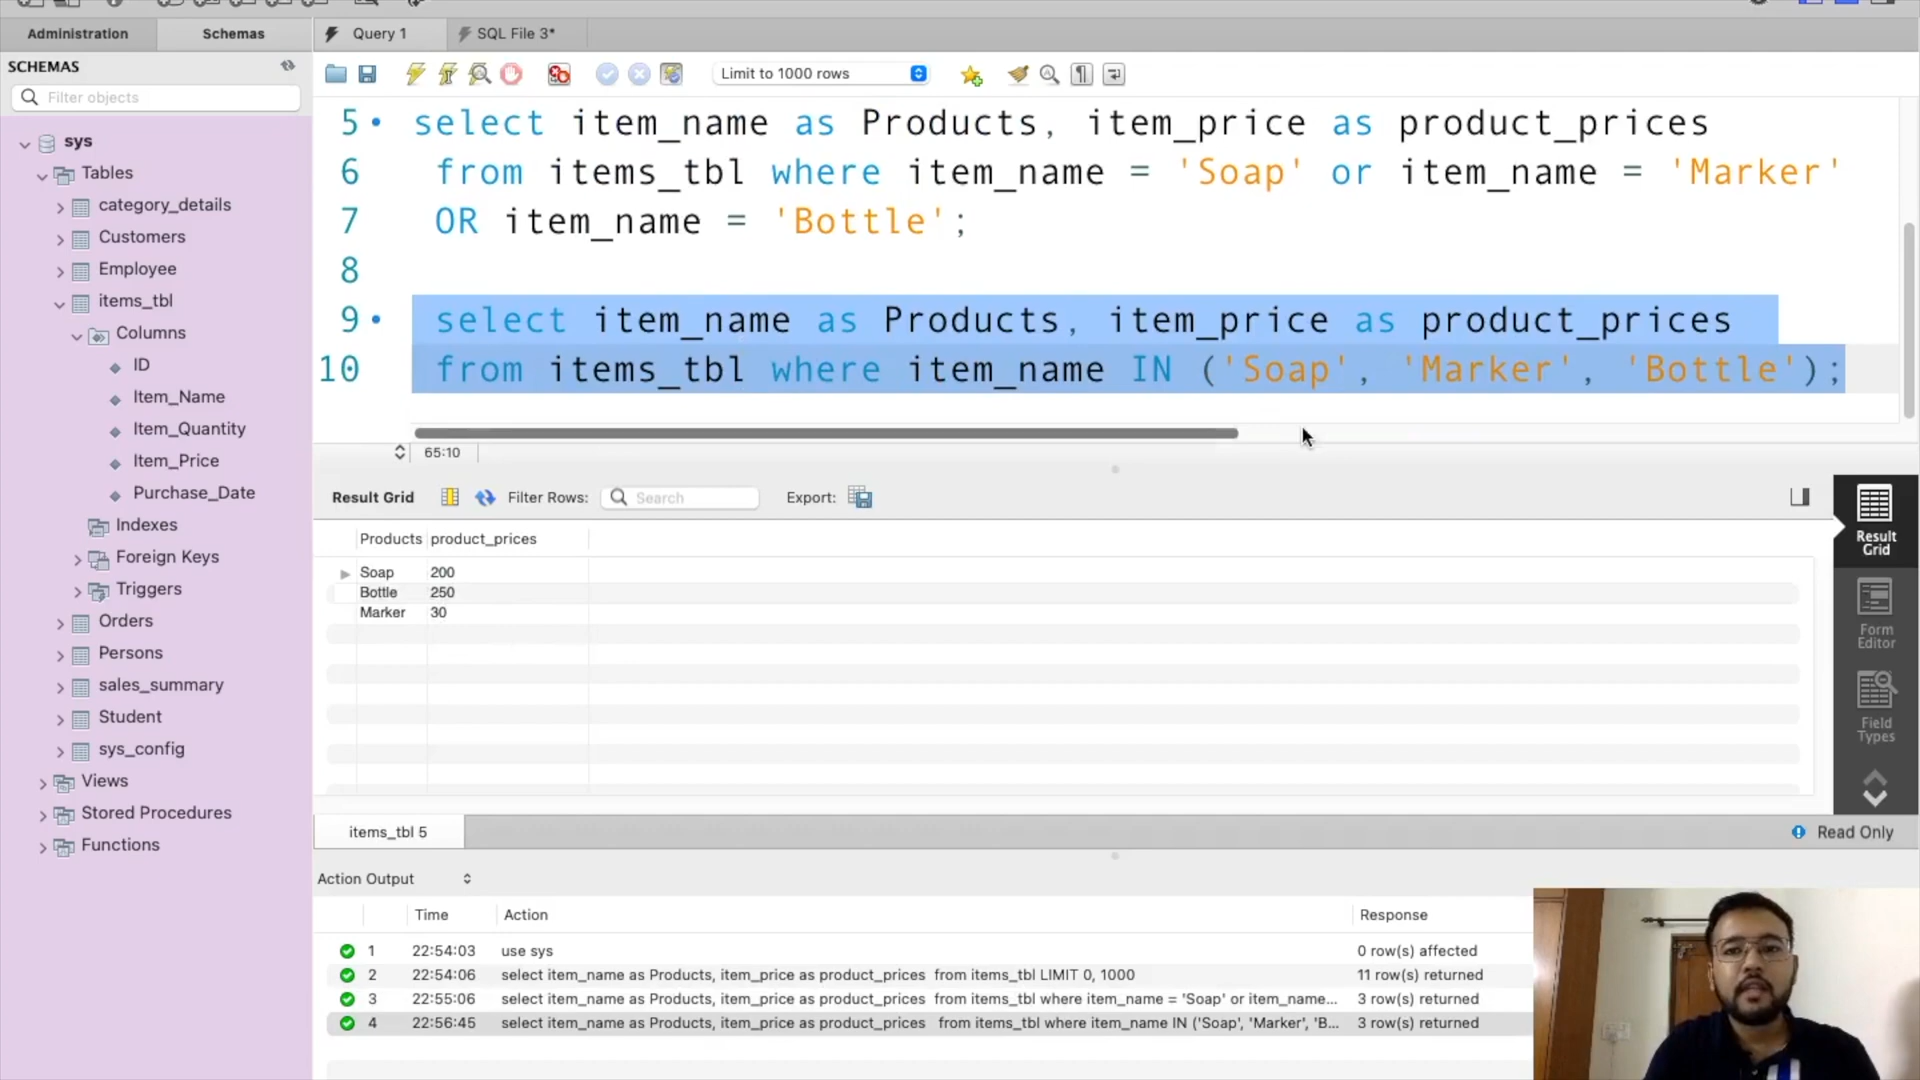 Administration
Schemas
Query 1
SQL File 3*
SCHEMAS
Filter objects
Limit to 1000 rows
sys
Tables
category_details
Customers
Employee
items_tbl
Columns
ID
Item_Name
Item_Quantity
Item_Price
Purchase_Date
Indexes
Foreign Keys
Triggers
Orders
Persons
sales_summary
Student
sys_config
Views
Stored Procedures
Functions
5 select item_name as Products, item_price as product_prices
6 from items_tbl where item_name = 'Soap' or item_name = 'Marker'
7 OR item_name = 'Bottle';
8
9 select item_name as Products, item_price as product_prices
10 from items_tbl where item_name IN ('Soap', 'Marker', 'Bottle');
65:10
Result Grid
Filter Rows:
Search
Export:
Products product_prices
Soap 200
Bottle 250
Marker 30
Result
Grid
Form
Editor
Field
Types
items_tbl 5
Read Only
Action Output
Time Action Response
1 22:54:03 use sys 0 row(s) affected
2 22:54:06 select item_name as Products, item_price as product_prices from items_tbl LIMIT 0, 1000 11 row(s) returned
3 22:55:06 select item_name as Products, item_price as product_prices from items_tbl where item_name = 'Soap' or item_name... 3 row(s) returned
4 22:56:45 select item_name as Products, item_price as product_prices from items_tbl where item_name IN ('Soap', 'Marker', 'B... 3 row(s) returned